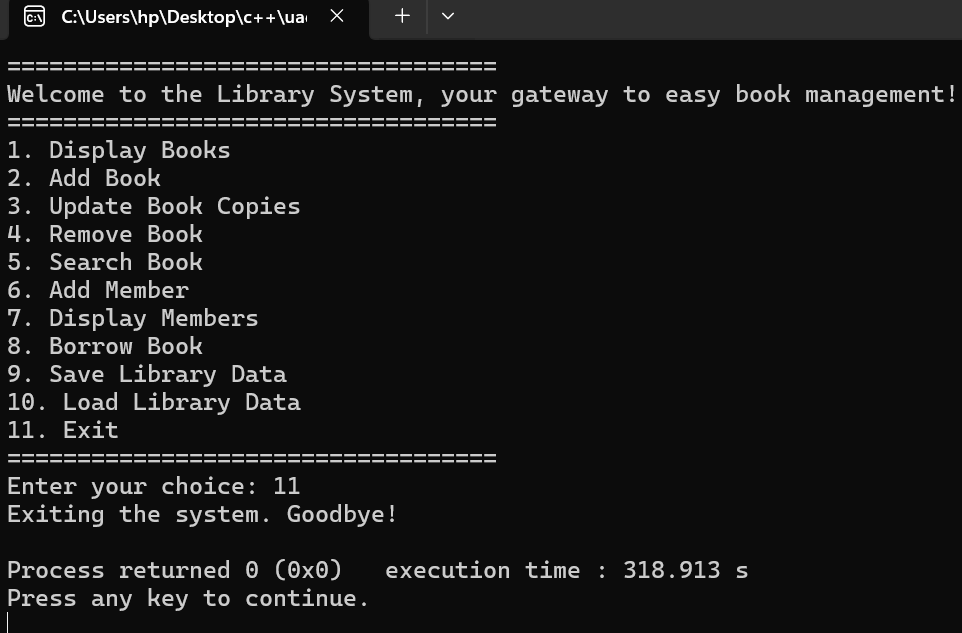 C:\Users\hp\Desktop\c++\ua
===================================
Welcome to the Library System, your gateway to easy book management!
===================================
1. Display Books
2. Add Book
3. Update Book Copies
4. Remove Book
5. Search Book
6. Add Member
7. Display Members
8. Borrow Book
9. Save Library Data
10. Load Library Data
11. Exit
===================================
Enter your choice: 11
Exiting the system. Goodbye!
Process returned 0 (0x0)   execution time : 318.913 s
Press any key to continue.